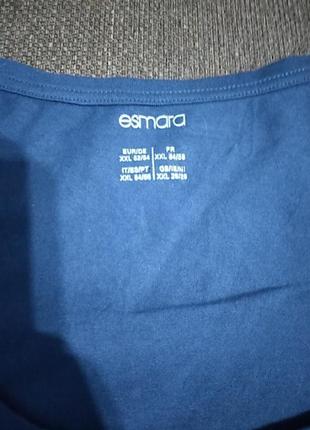 esmara
EUR/DE FR
XXL 52/54 XXL 54/56
IT/ES/PT GB/IE/NI
XXL 54/56 XXL 26/28